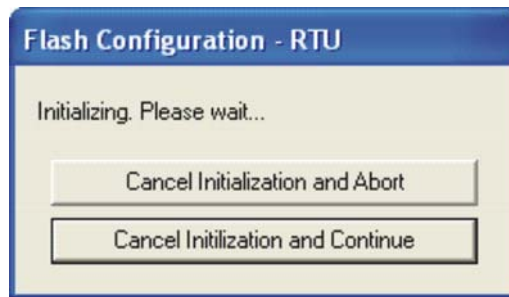 Flash Configuration - RTU
Initializing. Please wait...
Cancel Initialization and Abort
Cancel Initilization and Continue